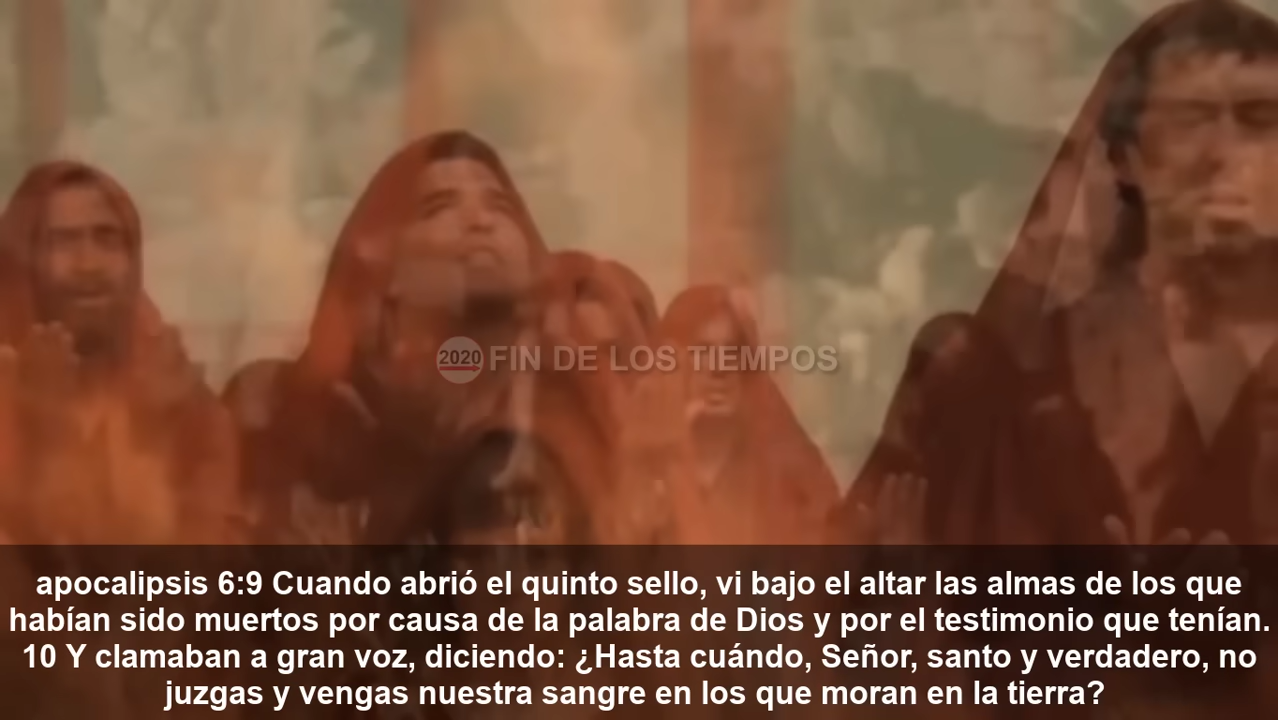 2020 FIN DE LOS TIEMPOS
apocalipsis 6:9 Cuando abrió el quinto sello, vi bajo el altar las almas de los que
habían sido muertos por causa de la palabra de Dios y por el testimonio que tenían.
10 Y clamaban a gran voz, diciendo: ¿Hasta cuándo, Señor, santo y verdadero, no
juzgas y vengas nuestra sangre en los que moran en la tierra?